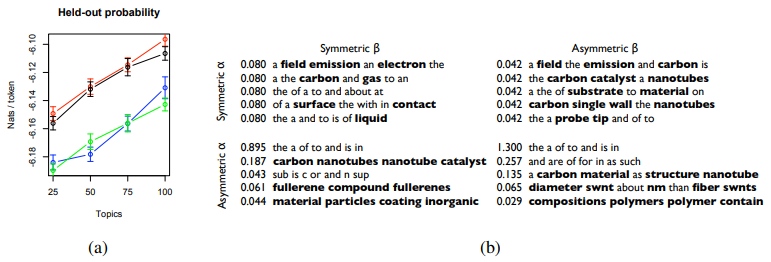 Held-out probability
Nats / token
-6.10
-6.12
-6.14
-6.16
-6.18
25 50 75 100
Topics
(a)
Symmetric β
Symmetric α
0.080 a field emission an electron the
0.080 a the carbon and gas to an
0.080 the of a to and about at
0.080 of a surface the with in contact
0.080 the a and to is of liquid
Asymmetric α
0.895 the a of to and is in
0.187 carbon nanotubes nanotube catalyst
0.043 sub is c or and n sup
0.061 fullerene compound fullerenes
0.044 material particles coating inorganic
Asymmetric β
0.042 a field the emission and carbon is
0.042 the carbon catalyst a nanotubes
0.042 a the of substrate to material on
0.042 carbon single wall the nanotubes
0.042 the a probe tip and of to
1.300 the a of to and is in
0.257 and are of for in as such
0.135 a carbon material as structure nanotube
0.065 diameter swnt about nm than fiber swnts
0.029 compositions polymers polymer contain
(b)